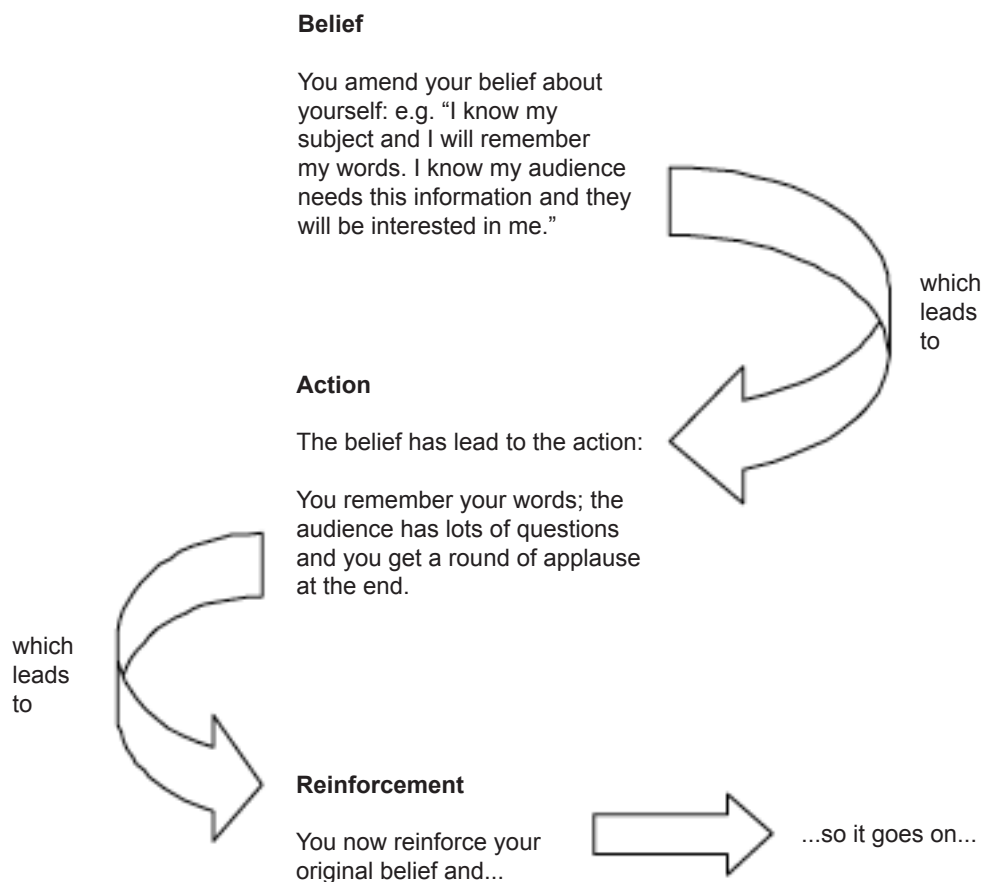 Belief
You amend your belief about
yourself: e.g. “I know my
subject and I will remember
my words. I know my audience
needs this information and they
will be interested in me.”
which
leads
to
Action
The belief has lead to the action:
You remember your words; the
audience has lots of questions
and you get a round of applause
at the end.
which
leads
to
Reinforcement
You now reinforce your
original belief and...
...so it goes on...